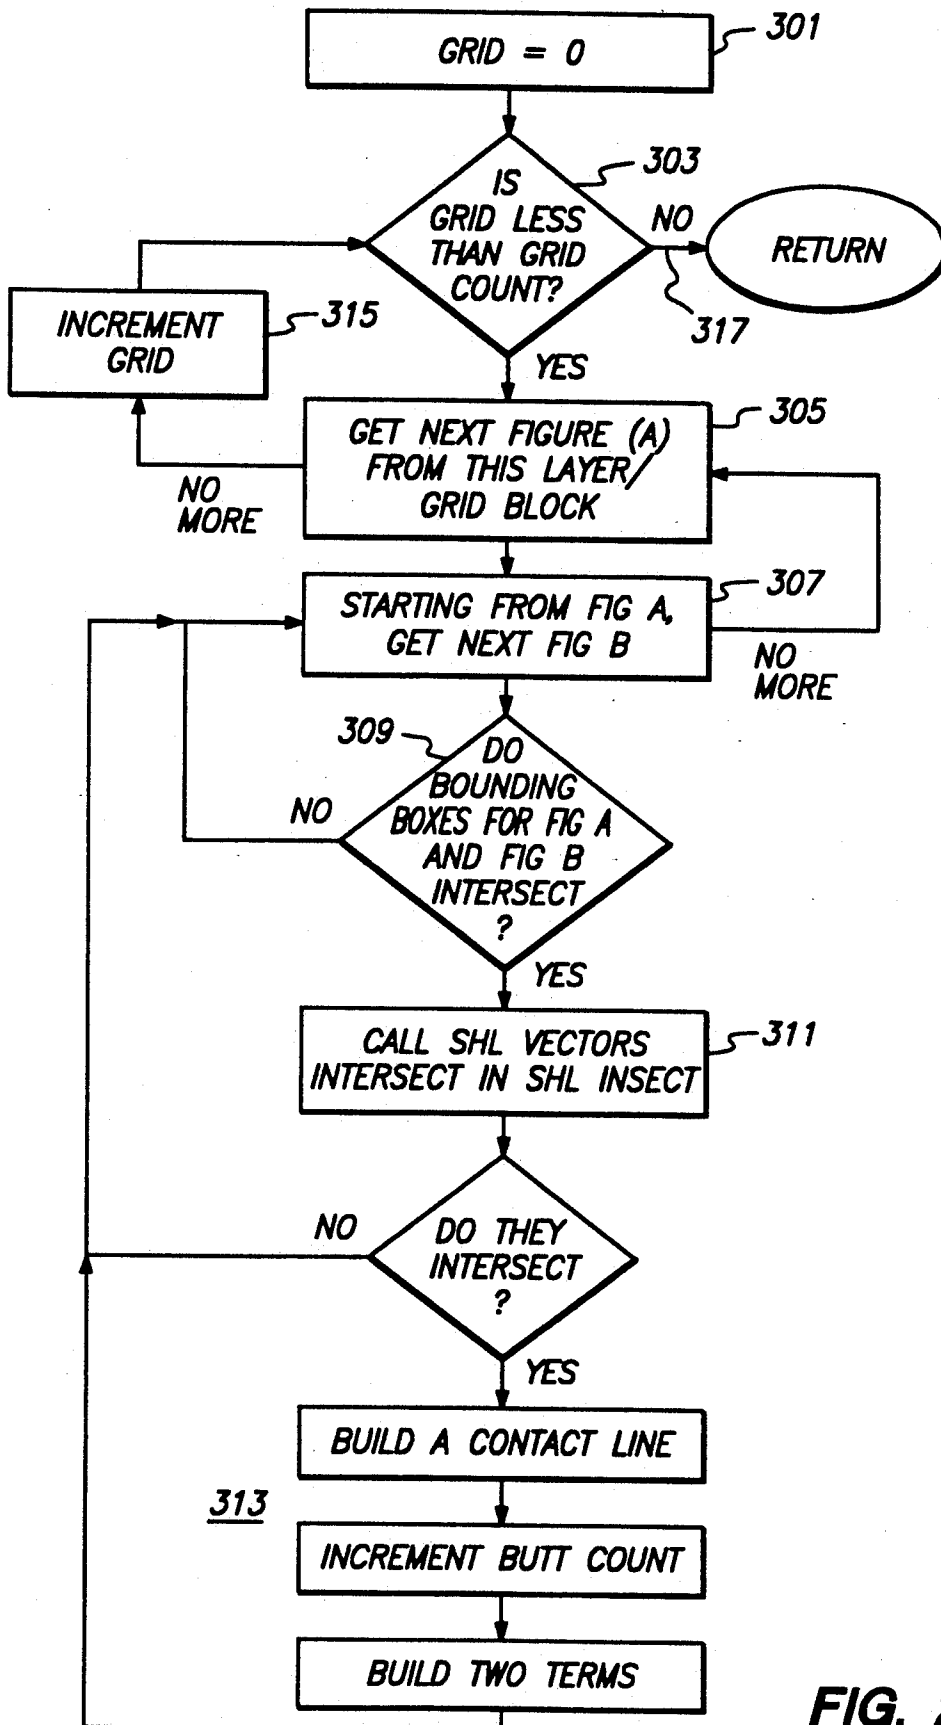 GRID = 0
301
IS
GRID LESS
THAN GRID
COUNT?
303
NO
RETURN
317
YES
INCREMENT
GRID
315
GET NEXT FIGURE (A)
FROM THIS LAYER/
GRID BLOCK
305
NO
MORE
STARTING FROM FIG A,
GET NEXT FIG B
307
NO
MORE
309
DO
BOUNDING
BOXES FOR FIG A
AND FIG B
INTERSECT
?
NO
YES
CALL SHL VECTORS
INTERSECT IN SHL INSECT
311
DO THEY
INTERSECT
?
NO
YES
BUILD A CONTACT LINE
313
INCREMENT BUTT COUNT
BUILD TWO TERMS
FIG.